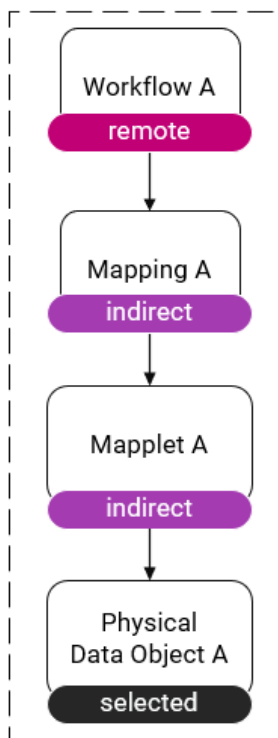 Workflow A
remote
Mapping A
indirect
Mapplet A
indirect
Physical
Data Object A
selected